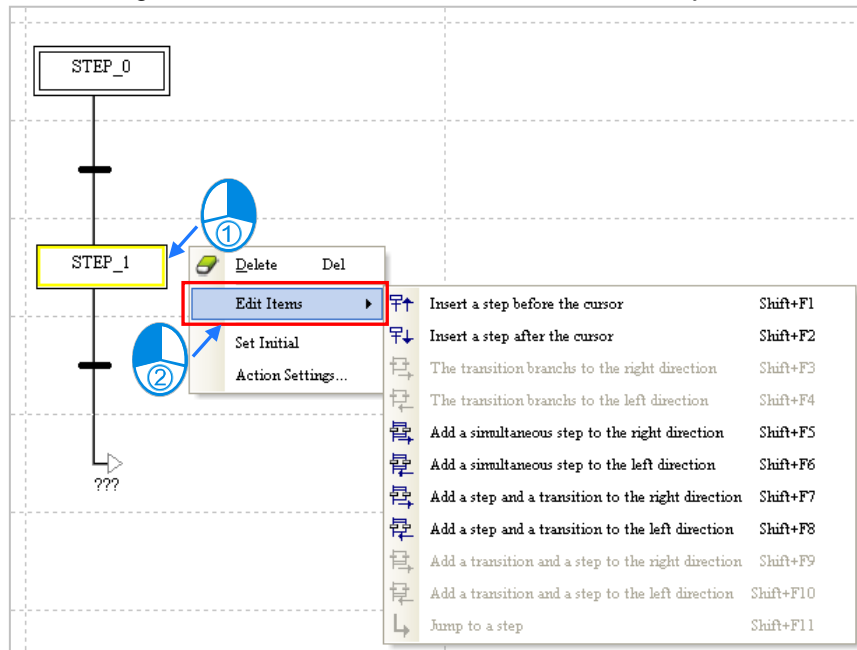 STEP_0
①
STEP_1
Delete Del
Edit Items
Set Initial
Action Settings...
②
???
Insert a step before the cursor Shift+F1
Insert a step after the cursor Shift+F2
The transition branchs to the right direction Shift+F3
The transition branchs to the left direction Shift+F4
Add a simultaneous step to the right direction Shift+F5
Add a simultaneous step to the left direction Shift+F6
Add a step and a transition to the right direction Shift+F7
Add a step and a transition to the left direction Shift+F8
Add a transition and a step to the right direction Shift+F9
Add a transition and a step to the left direction Shift+F10
Jump to a step Shift+F11